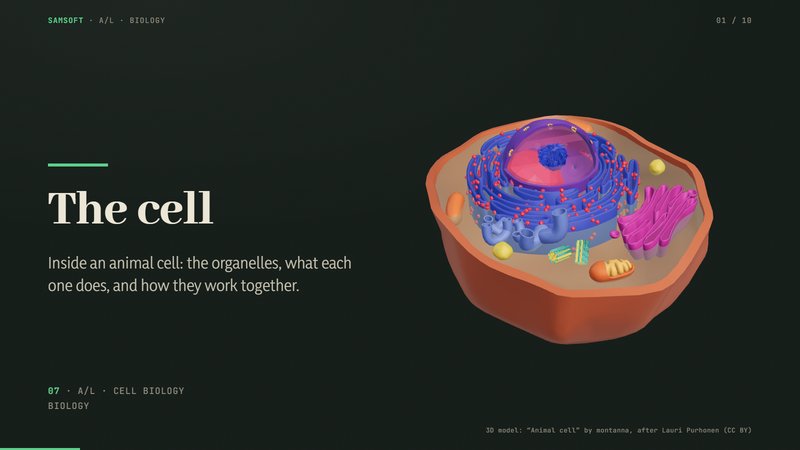 SAMSOFT · A/L · BIOLOGY
01 / 10
The cell
Inside an animal cell: the organelles, what each
one does, and how they work together.
07 · A/L · CELL BIOLOGY
BIOLOGY
3D model: "Animal cell" by montanna, after Lauri Purhonen (CC BY)